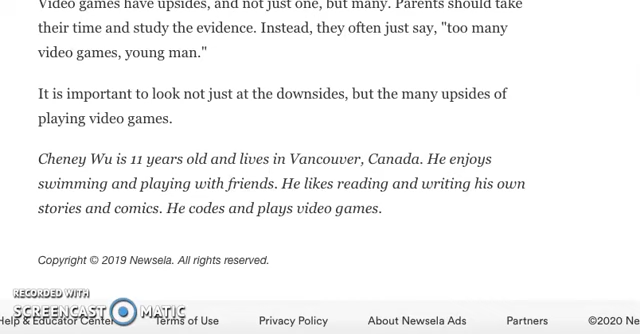 Video games have upsides, and not just one, but many. Parents should take
their time and study the evidence. Instead, they often just say, "too many
video games, young man."
It is important to look not just at the downsides, but the many upsides of
playing video games.
Cheney Wu is 11 years old and lives in Vancouver, Canada. He enjoys
swimming and playing with friends. He likes reading and writing his own
stories and comics. He codes and plays video games.
Copyright © 2019 Newsela. All rights reserved.
RECORDED WITH
SCREENCAST MATIC
Help & Educator Center Terms of Use Privacy Policy About Newsela Ads Partners ©2020 Ne